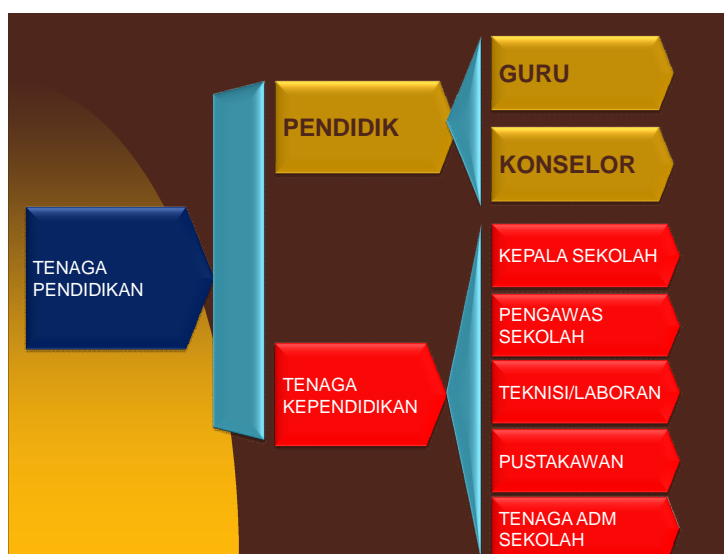 TENAGA
PENDIDIKAN
PENDIDIK
GURU
KONSELOR
TENAGA
KEPENDIDIKAN
KEPALA SEKOLAH
PENGAWAS
SEKOLAH
TEKNISI/LABORAN
PUSTAKAWAN
TENAGA ADM
SEKOLAH